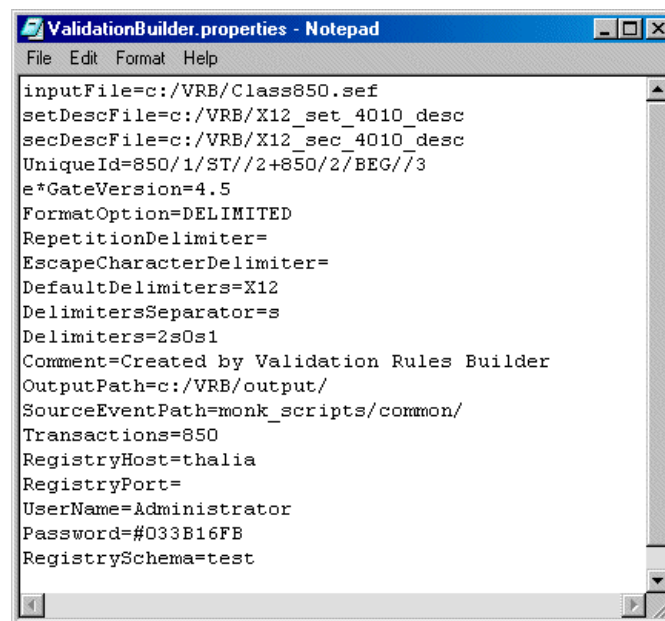 ValidationBuilder.properties - Notepad
File Edit Format Help
inputFile=c:/VRB/Class850.sef
setDescFile=c:/VRB/X12_set_4010_desc
secDescFile=c:/VRB/X12_sec_4010_desc
UniqueId=850/1/ST//2+850/2/BEG//3
e*GateVersion=4.5
FormatOption=DELIMITED
RepetitionDelimiter=
EscapeCharacterDelimiter=
DefaultDelimiters=X12
DelimitersSeparator=s
Delimiters=2s0s1
Comment=Created by Validation Rules Builder
OutputPath=c:/VRB/output/
SourceEventPath=monk_scripts/common/
Transactions=850
RegistryHost=thalia
RegistryPort=
UserName=Administrator
Password=#033B16FB
RegistrySchema=test